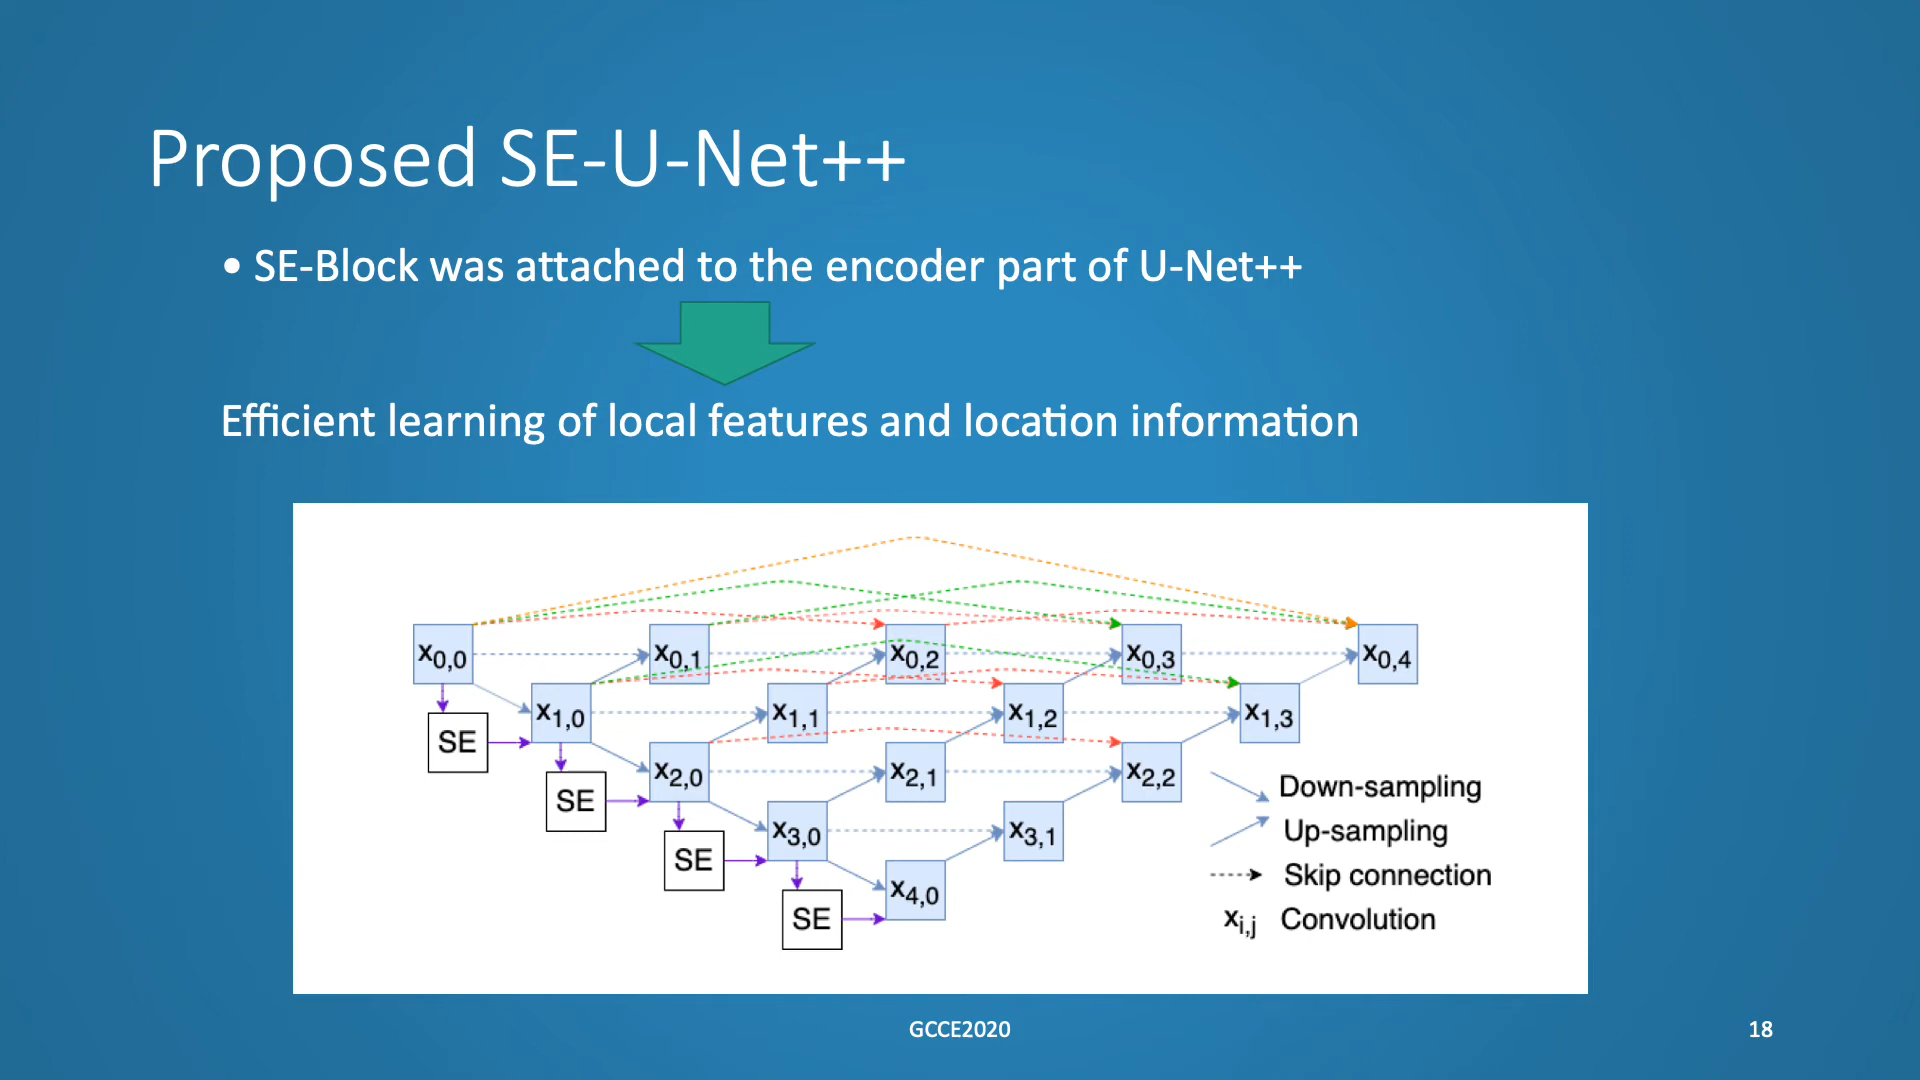 Proposed SE-U-Net++
• SE-Block was attached to the encoder part of U-Net++
Efficient learning of local features and location information
x0,0 x0,1 x0,2 x0,3 x0,4
SE x1,0 x1,1 x1,2 x1,3
SE x2,0 x2,1 x2,2
SE x3,0 x3,1
SE x4,0
Down-sampling
Up-sampling
Skip connection
xi,j Convolution
GCCE2020
18